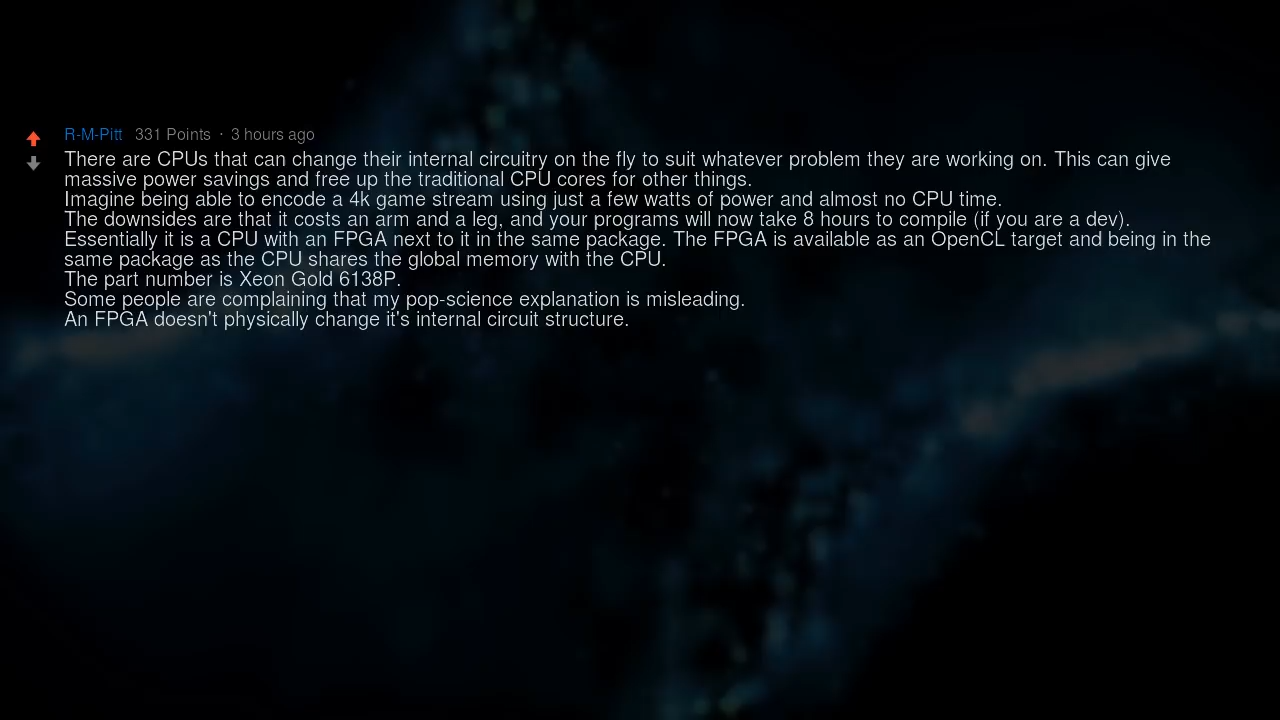 R-M-Pitt 331 Points · 3 hours ago
There are CPUs that can change their internal circuitry on the fly to suit whatever problem they are working on. This can give
massive power savings and free up the traditional CPU cores for other things.
Imagine being able to encode a 4k game stream using just a few watts of power and almost no CPU time.
The downsides are that it costs an arm and a leg, and your programs will now take 8 hours to compile (if you are a dev).
Essentially it is a CPU with an FPGA next to it in the same package. The FPGA is available as an OpenCL target and being in the
same package as the CPU shares the global memory with the CPU.
The part number is Xeon Gold 6138P.
Some people are complaining that my pop-science explanation is misleading.
An FPGA doesn't physically change it's internal circuit structure.